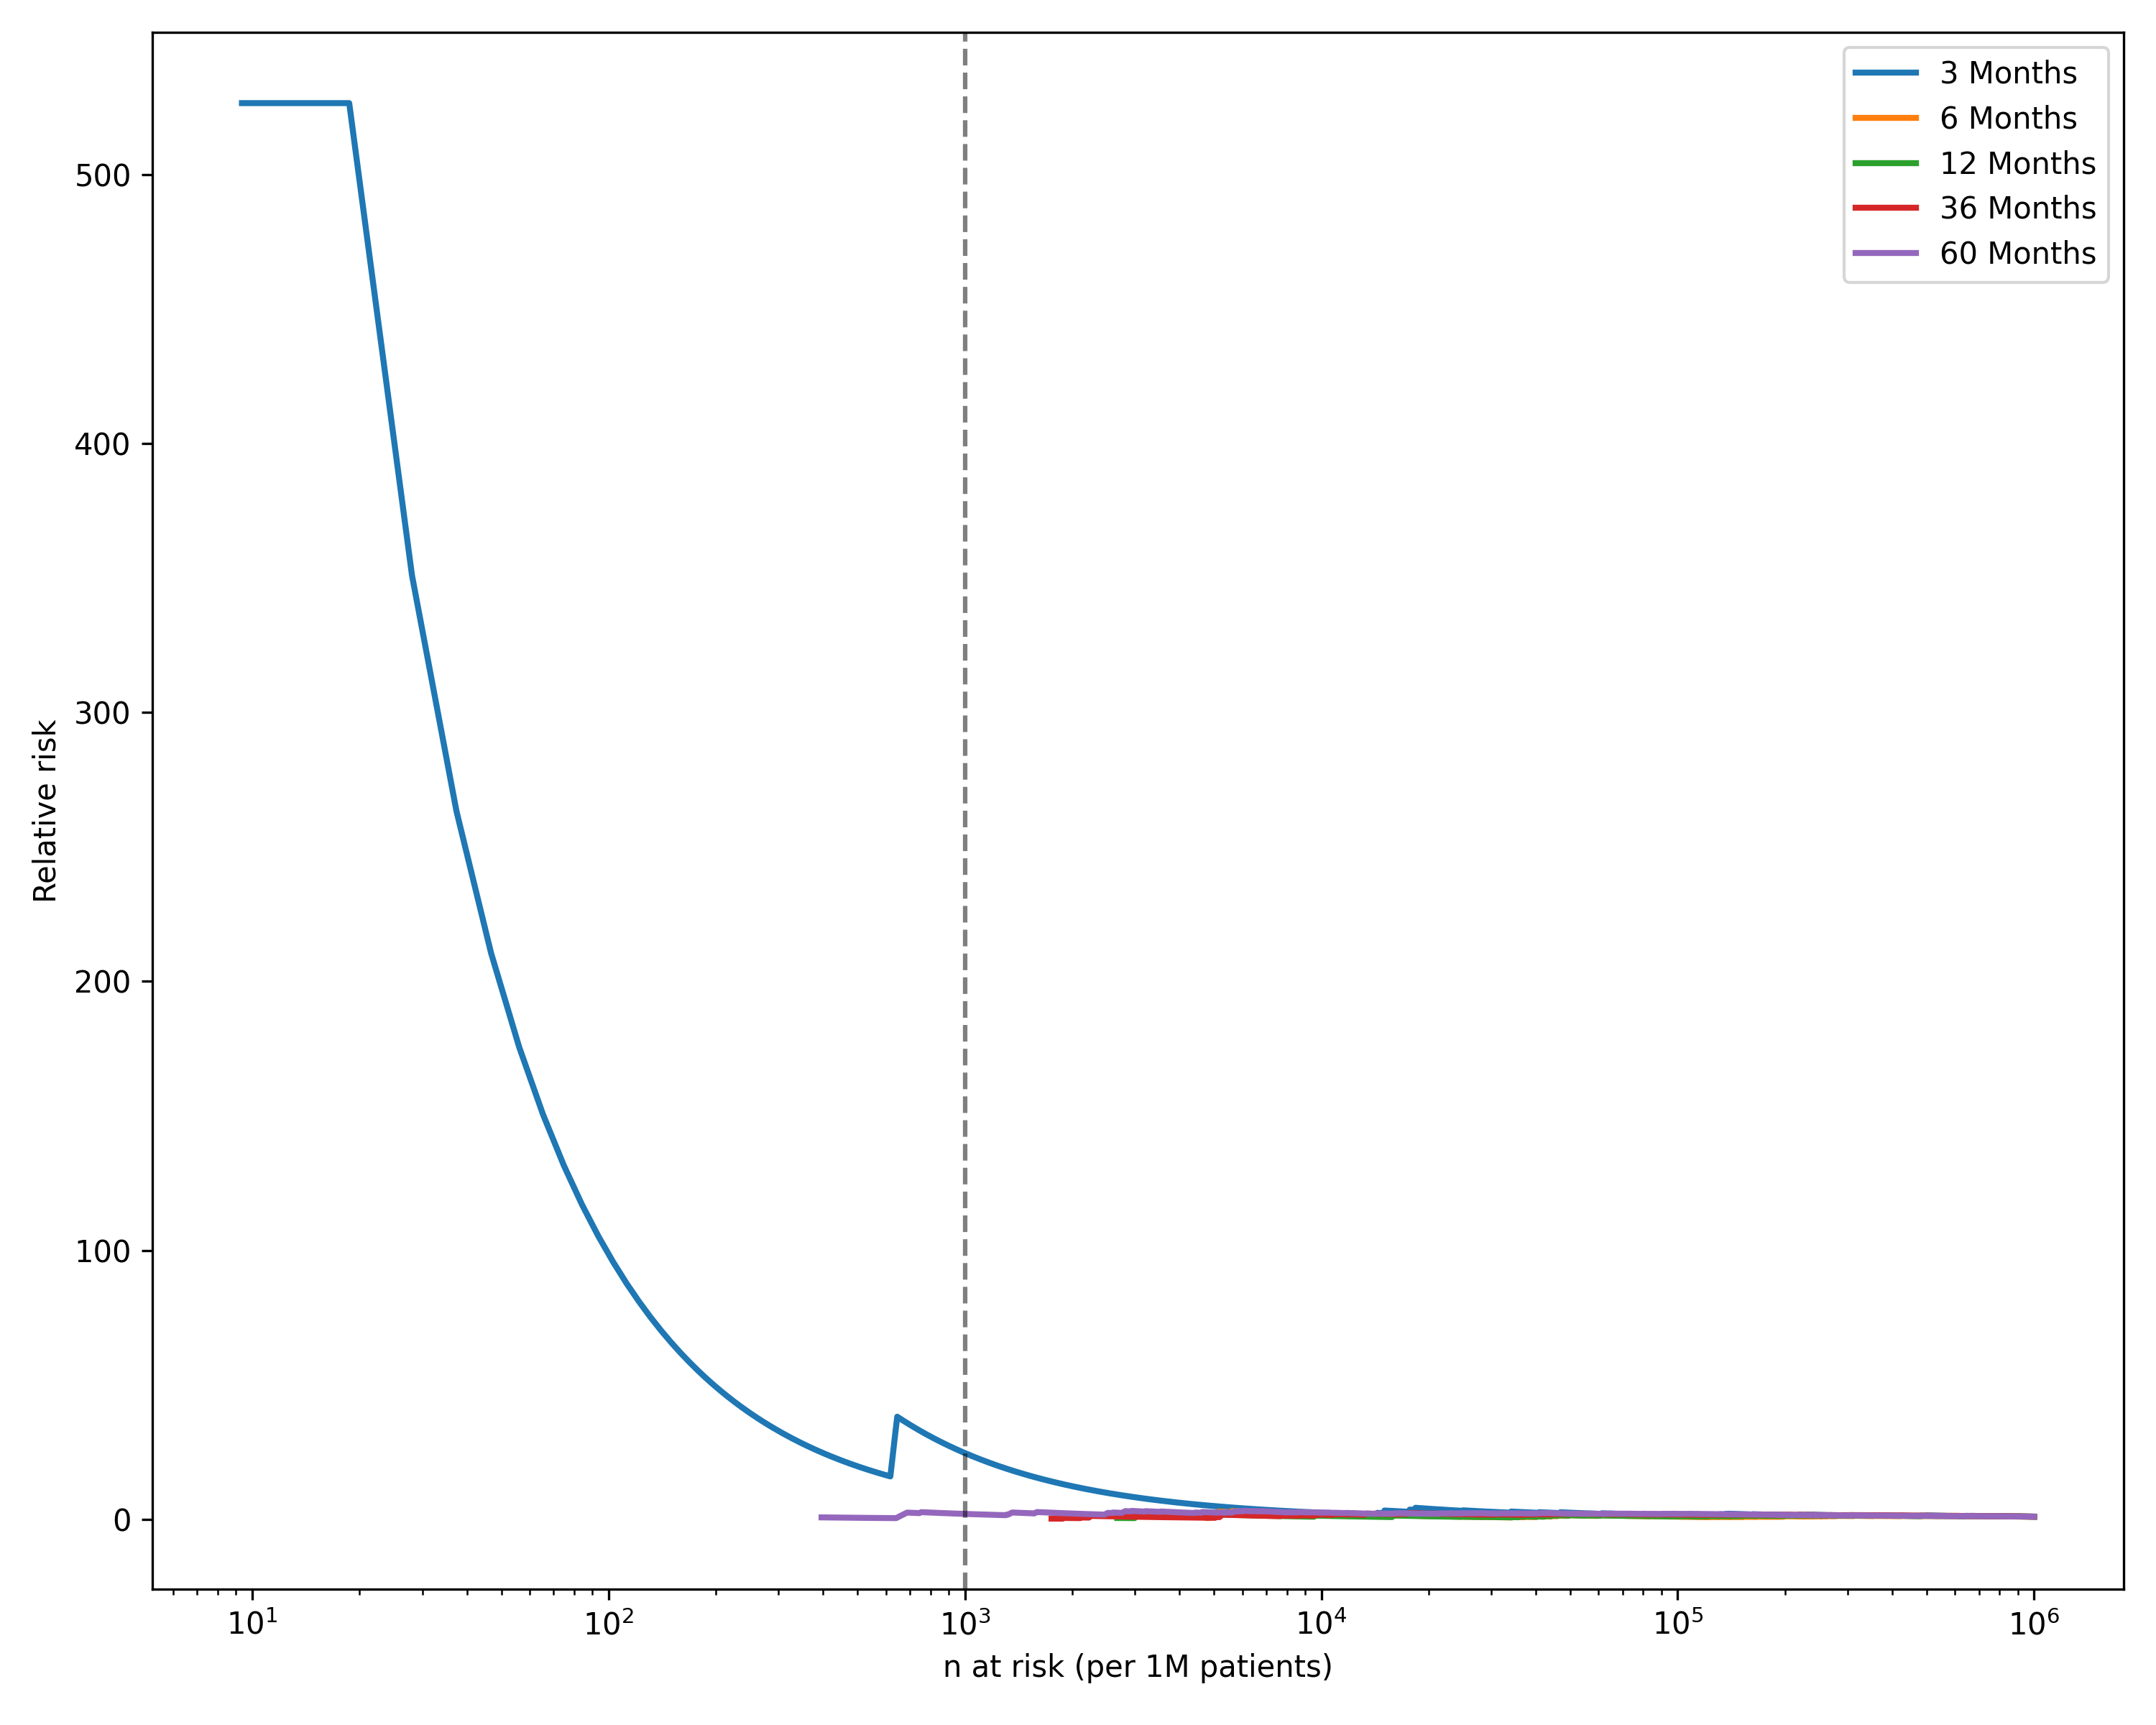 3 Months
6 Months
12 Months
36 Months
60 Months
Relative risk
500
400
300
200
100
0
10¹ 10² 10³ 10⁴ 10⁵ 10⁶
n at risk (per 1M patients)